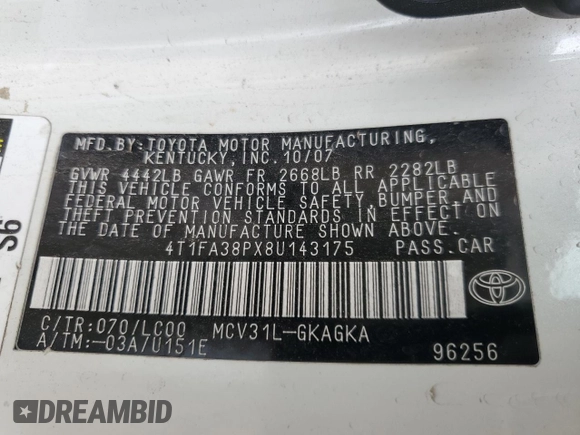 MFD. BY: TOYOTA MOTOR MANUFACTURING,
KENTUCKY, INC. 10/07
GVWR 4442LB GAWR FR 2668LB RR 2282LB
THIS VEHICLE CONFORMS TO ALL APPLICABLE
FEDERAL MOTOR VEHICLE SAFETY, BUMPER, AND
THEFT PREVENTION STANDARDS IN EFFECT ON
THE DATE OF MANUFACTURE SHOWN ABOVE.
4T1FA38PX8U143175 PASS.CAR
C/TR:070/LC00 MCV31L-GKAGKA
A/TM:-03A/U151E
96256
TOYOTA
S6
DREAMBID